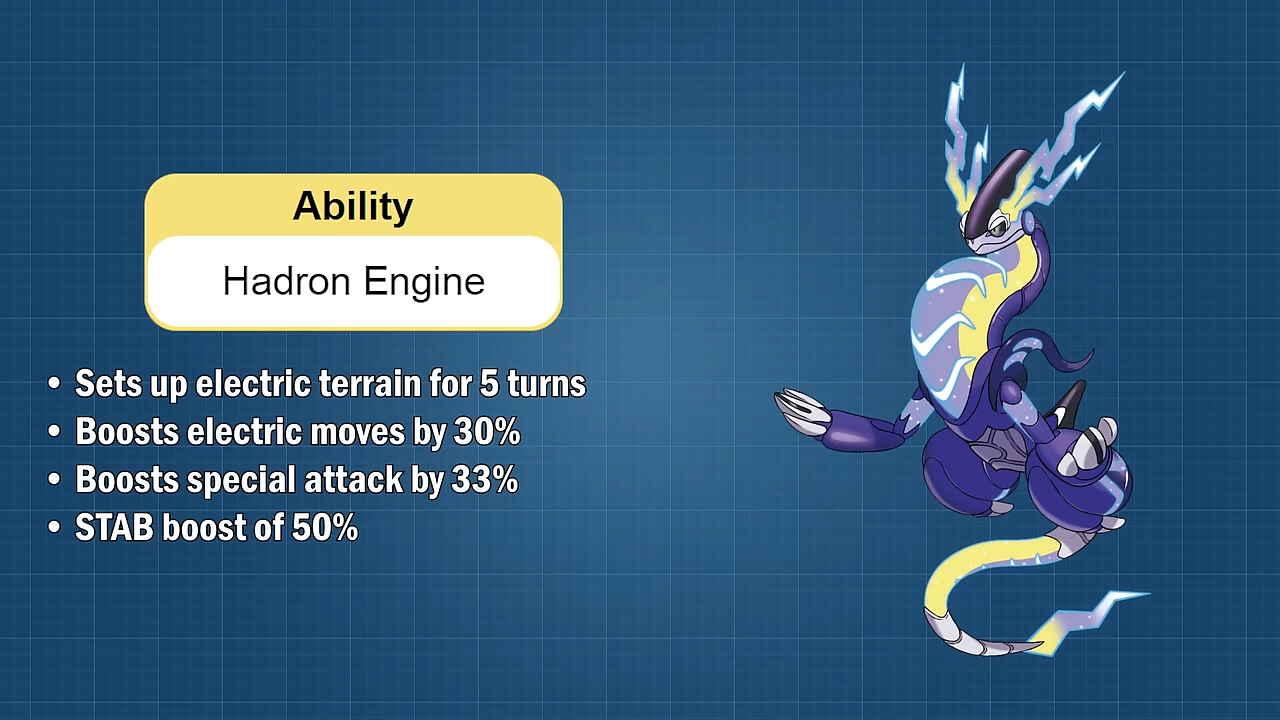 Ability
Hadron Engine
• Sets up electric terrain for 5 turns
• Boosts electric moves by 30%
• Boosts special attack by 33%
• STAB boost of 50%